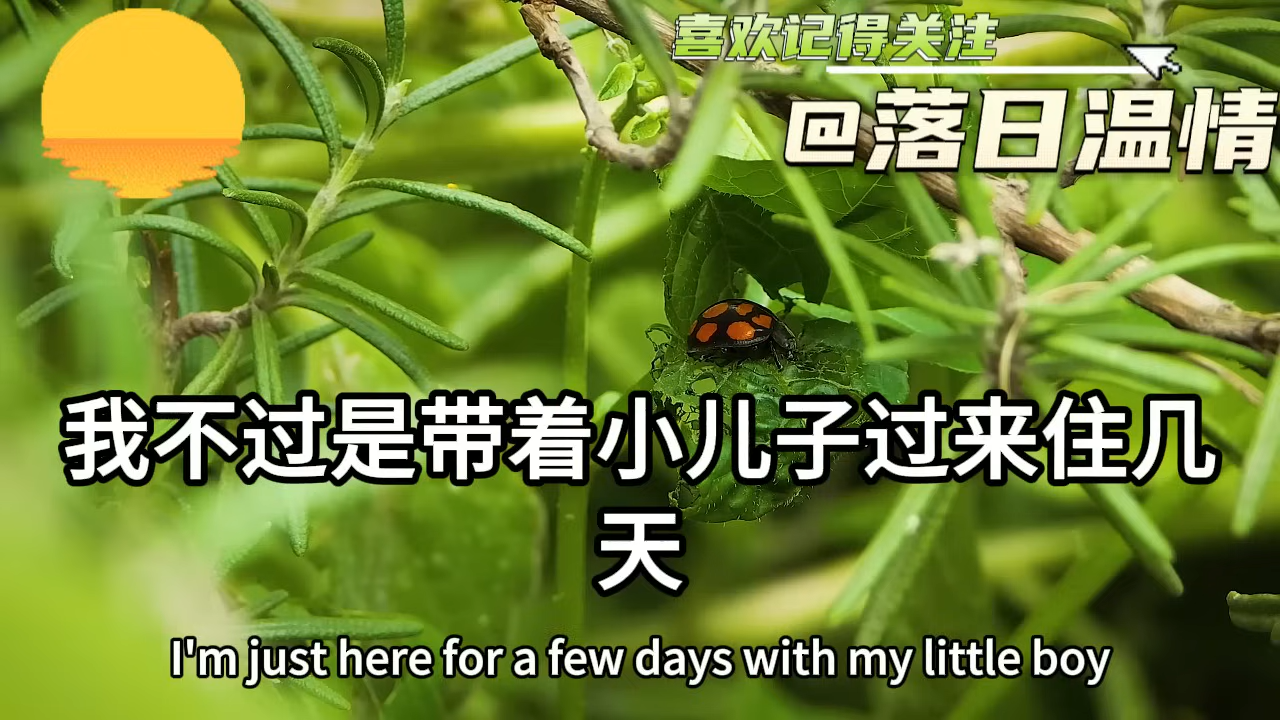 喜欢记得关注
@落日温情
我不过是带着小儿子过来住几
天
I'm just here for a few days with my little boy